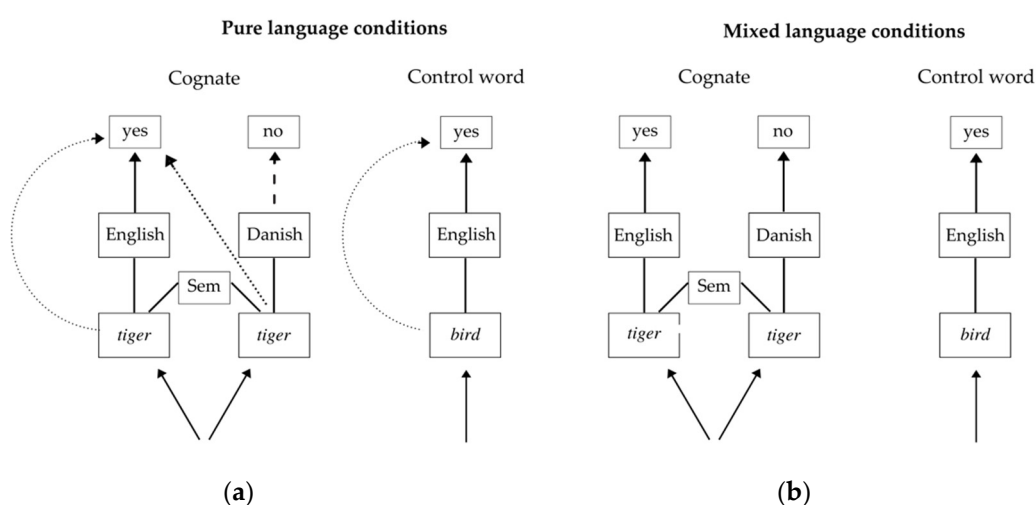 Pure language conditions
Cognate
Control word
yes
no
yes
English
Danish
English
Sem
tiger
tiger
bird
(a)
Mixed language conditions
Cognate
Control word
yes
no
yes
English
Danish
English
Sem
tiger
tiger
bird
(b)